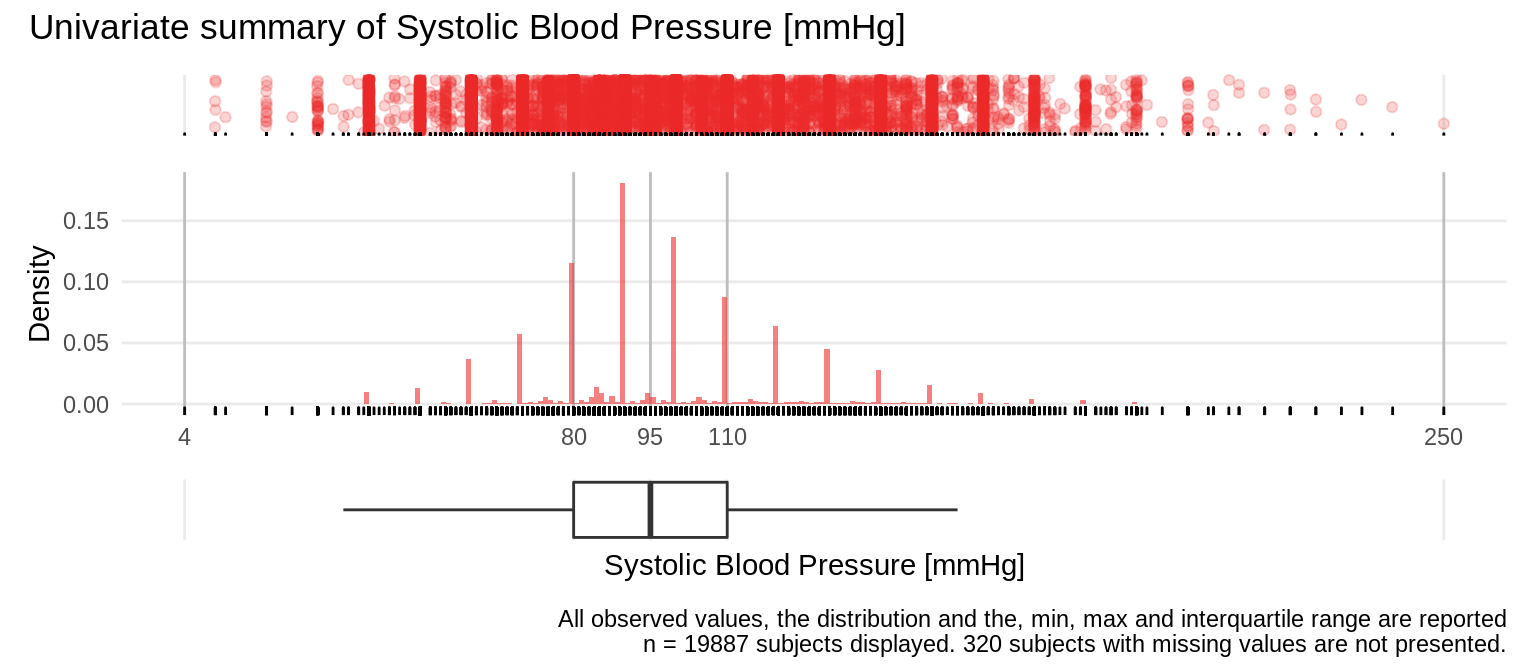 Univariate summary of Systolic Blood Pressure [mmHg]
Density
0.15
0.10
0.05
0.00
4
80
95
110
250
Systolic Blood Pressure [mmHg]
All observed values, the distribution and the, min, max and interquartile range are reported
n = 19887 subjects displayed. 320 subjects with missing values are not presented.